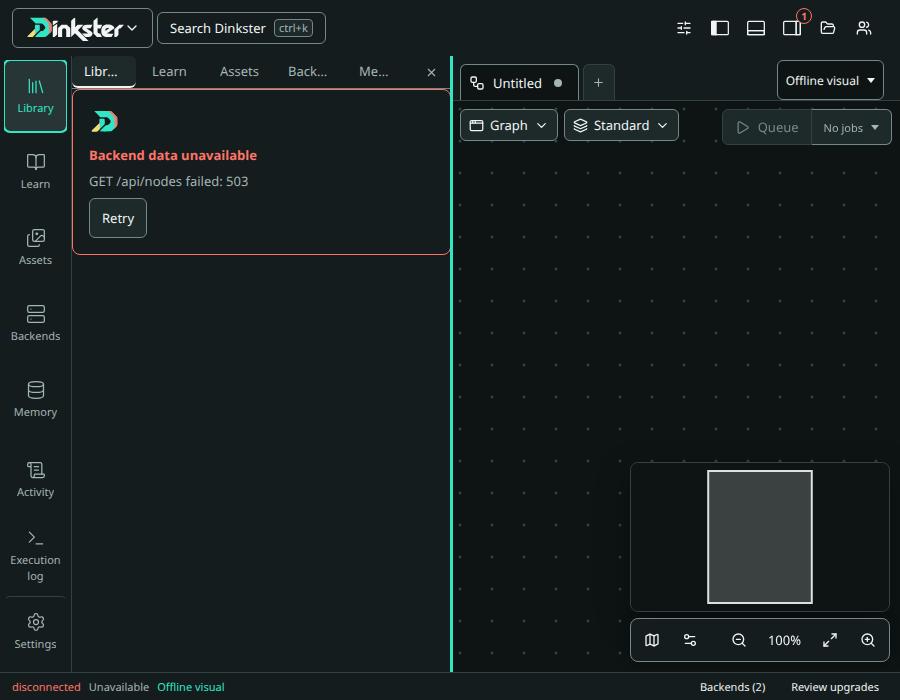 Dinkster
Search Dinkster ctrl+k
1
Library
Learn
Assets
Backends
Memory
Activity
Execution
log
Settings
Libr... Learn Assets Back... Me...
Backend data unavailable
GET /api/nodes failed: 503
Retry
Untitled
+
Offline visual
Graph
Standard
Queue
No jobs
100%
disconnected Unavailable Offline visual
Backends (2) Review upgrades